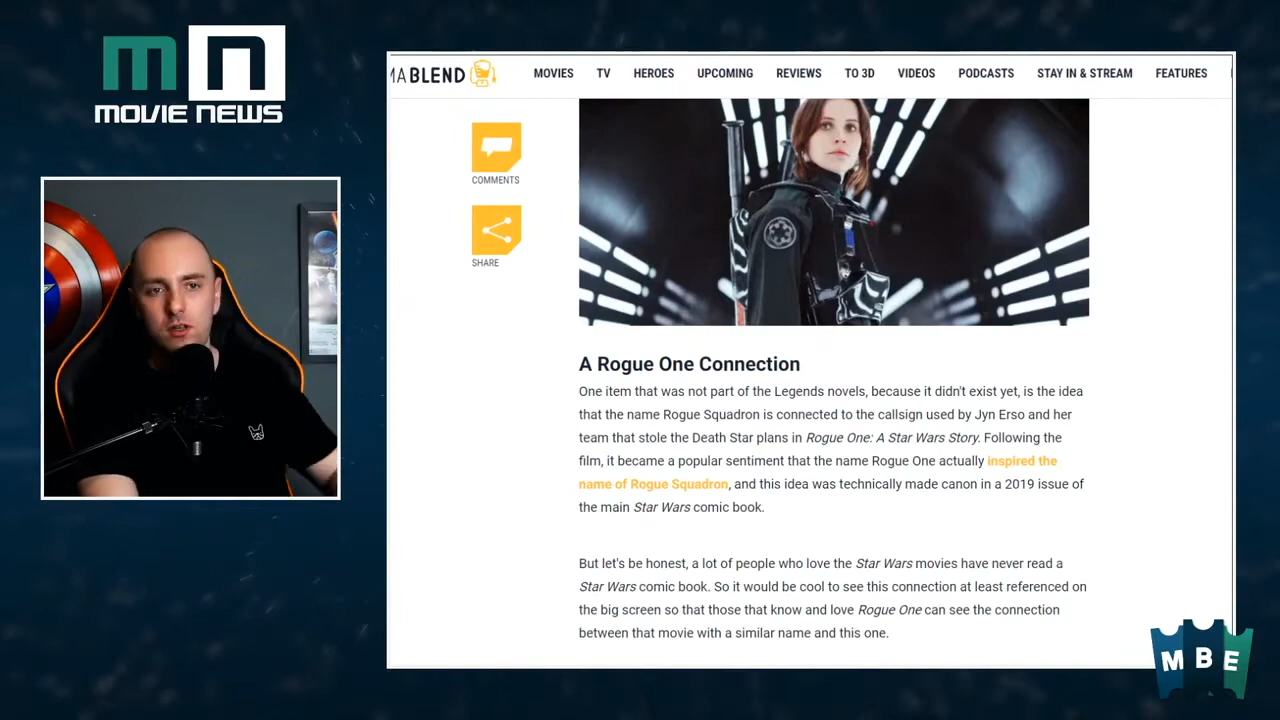 mn
MOVIE NEWS
MABLEND
MOVIES TV HEROES UPCOMING REVIEWS TO 3D VIDEOS PODCASTS STAY IN & STREAM FEATURES
COMMENTS
SHARE
A Rogue One Connection
One item that was not part of the Legends novels, because it didn't exist yet, is the idea
that the name Rogue Squadron is connected to the callsign used by Jyn Erso and her
team that stole the Death Star plans in Rogue One: A Star Wars Story. Following the
film, it became a popular sentiment that the name Rogue One actually inspired the
name of Rogue Squadron, and this idea was technically made canon in a 2019 issue of
the main Star Wars comic book.
But let's be honest, a lot of people who love the Star Wars movies have never read a
Star Wars comic book. So it would be cool to see this connection at least referenced on
the big screen so that those that know and love Rogue One can see the connection
between that movie with a similar name and this one.
MBE